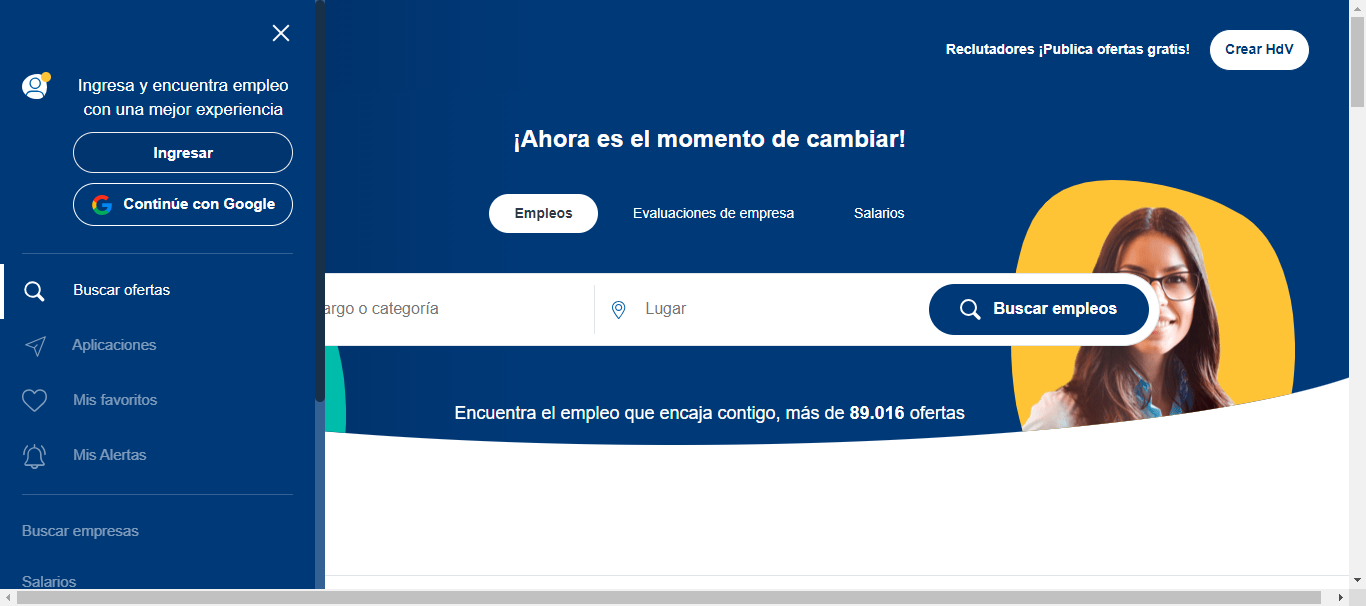 Ingresa y encuentra empleo
con una mejor experiencia
Ingresar
Continúe con Google
Buscar ofertas
Aplicaciones
Mis favoritos
Mis Alertas
Buscar empresas
Salarios
Reclutadores ¡Publica ofertas gratis!
Crear HdV
¡Ahora es el momento de cambiar!
Empleos
Evaluaciones de empresa
Salarios
argo o categoría
Lugar
Buscar empleos
Encuentra el empleo que encaja contigo, más de 89.016 ofertas